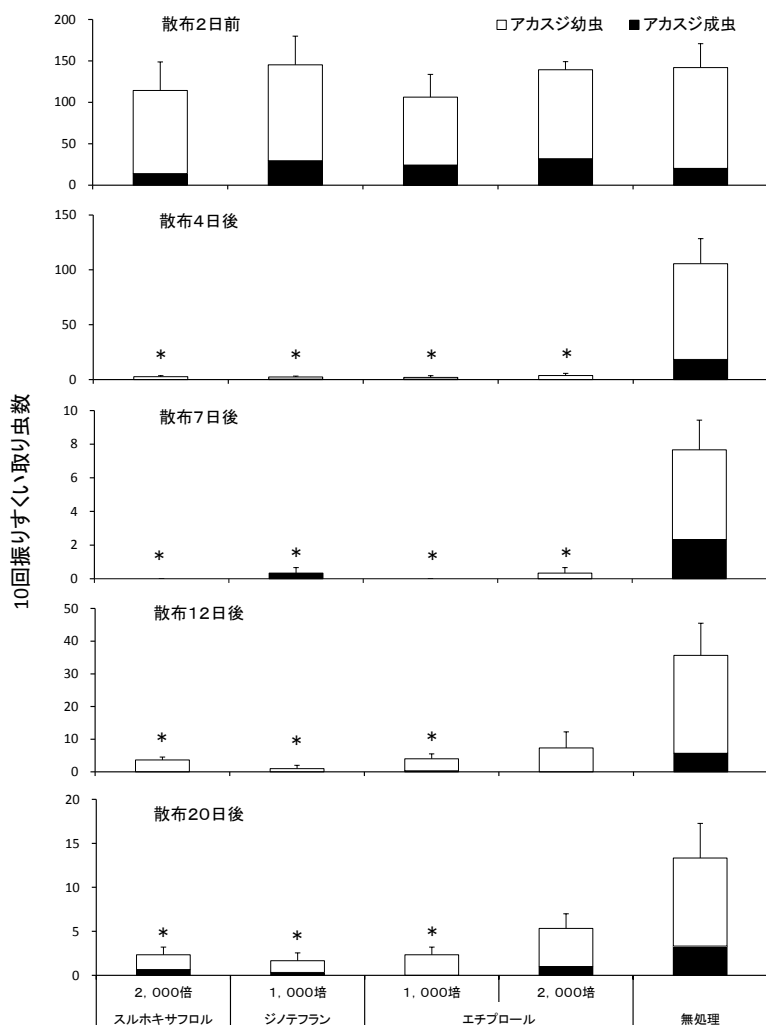 散布2日前
□アカスジ幼虫 ■アカスジ成虫
200
150
100
50
0
散布4日後
150
100
50
0
* * * *
散布7日後
10
8
6
4
2
0
* * * *
散布12日後
50
40
30
20
10
0
* * *
散布20日後
20
15
10
5
0
* * *
10回振りすくい取り虫数
2,000倍 1,000培 1,000培 2,000培
スルホキサフロル ジノテフラン エチプロール 無処理